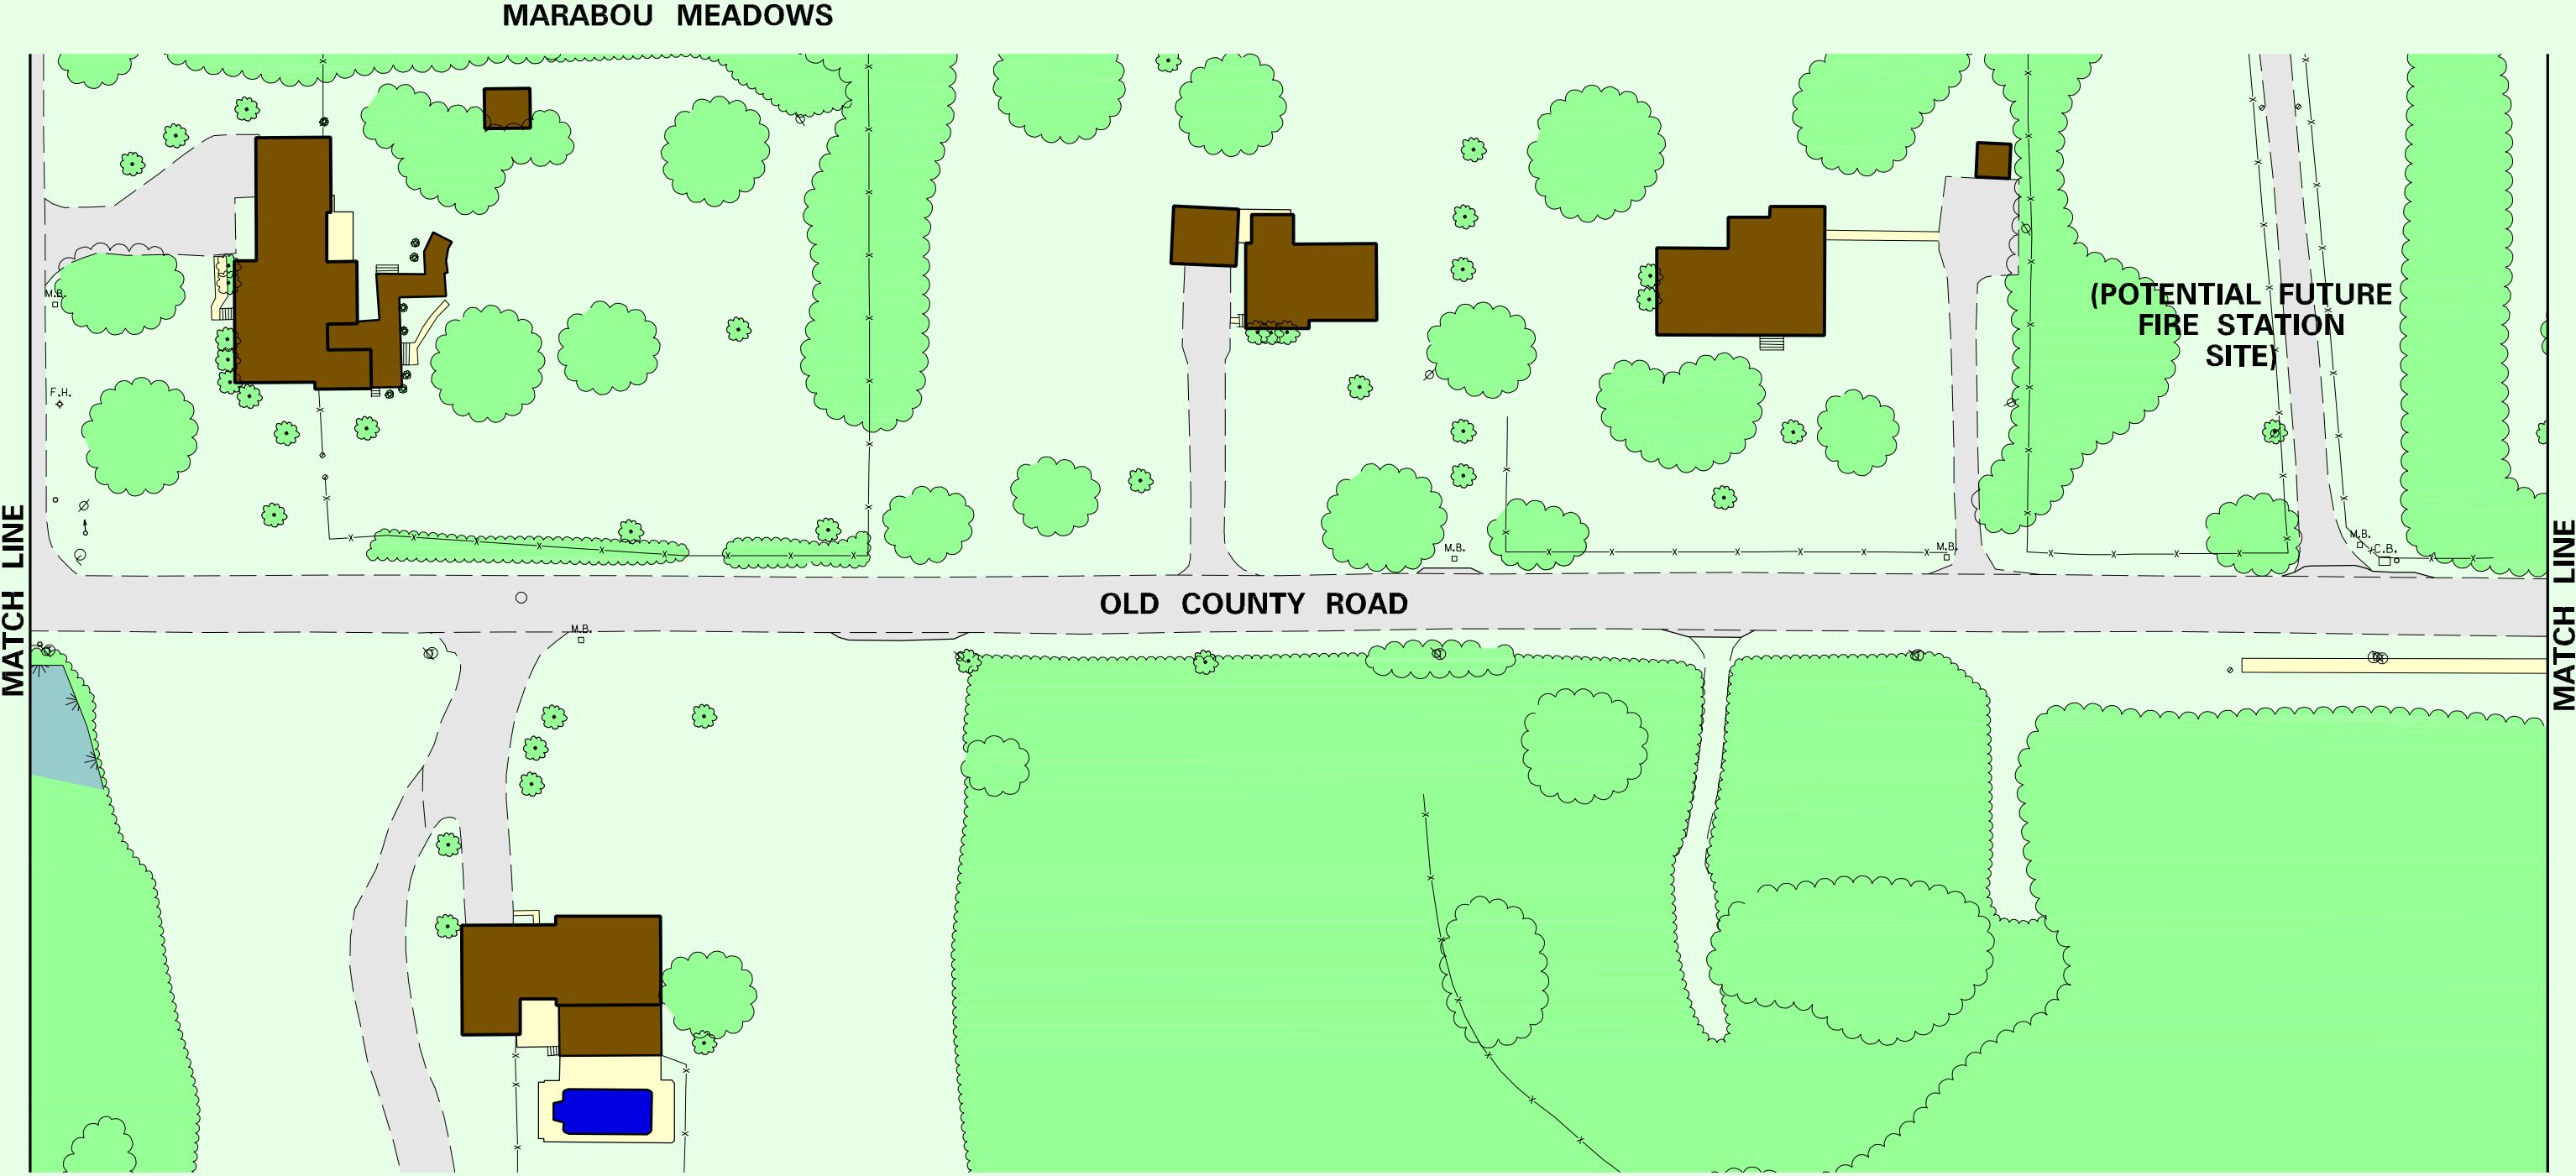 MARABOU MEADOWS
M.B.
(POTENTIAL FUTURE
FIRE STATION
SITE)
F.H.
MATCH LINE
M.B.
M.B.
M.B.
C.B.
MATCH LINE
OLD COUNTY ROAD
M.B.